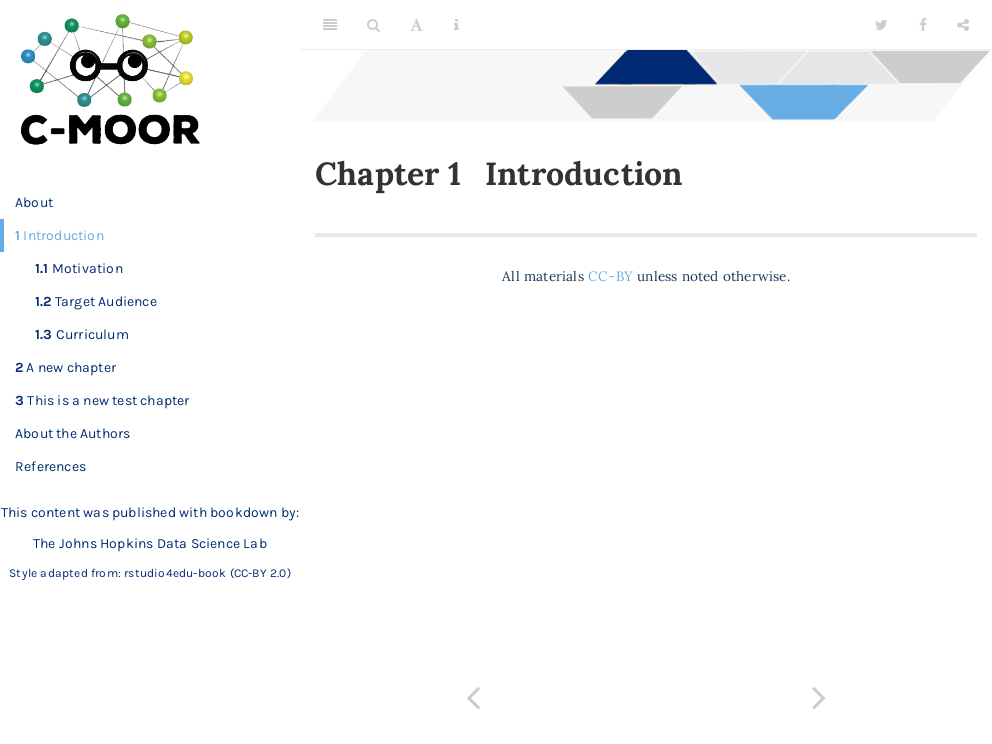 C-MOOR
About
1 Introduction
1.1 Motivation
1.2 Target Audience
1.3 Curriculum
2 A new chapter
3 This is a new test chapter
About the Authors
References
This content was published with bookdown by:
The Johns Hopkins Data Science Lab
Style adapted from: rstudio4edu-book (CC-BY 2.0)
A
Chapter 1 Introduction
All materials CC-BY unless noted otherwise.